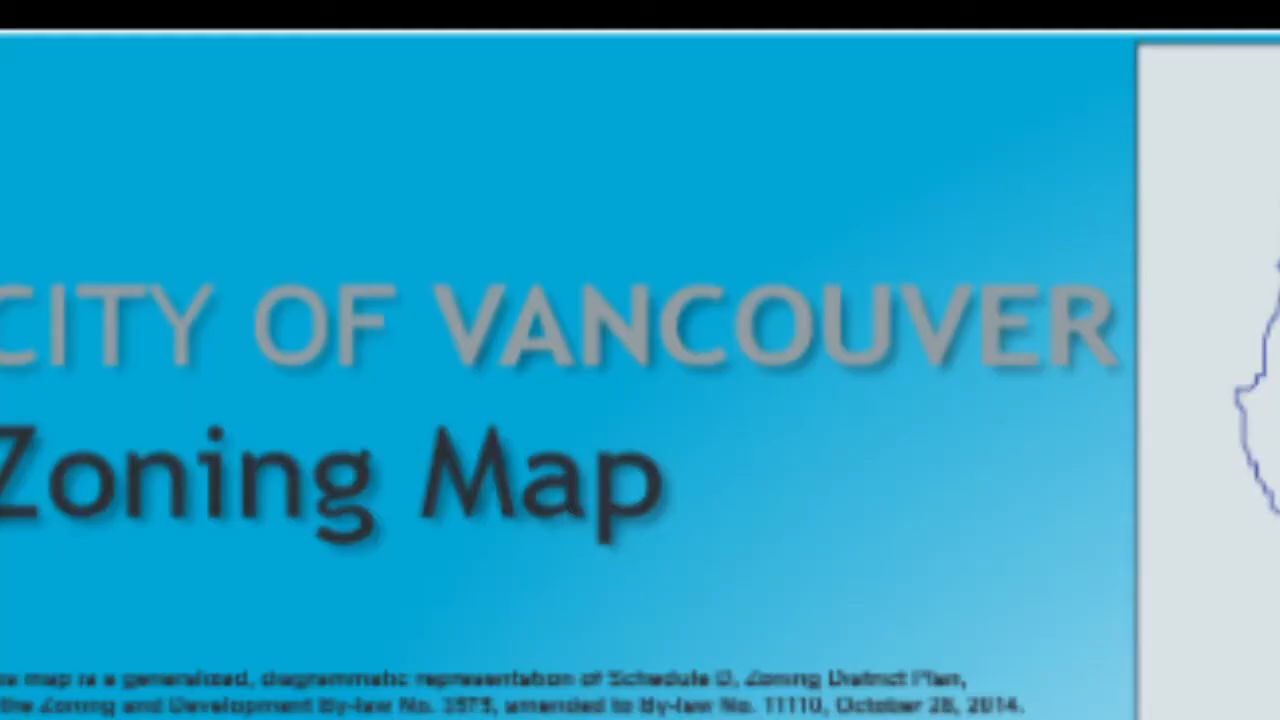 CITY OF VANCOUVER
Zoning Map
map is a generalized, diagrammatic representation of Schedule D, Zoning District Plan,
the Zoning and Development By-law No. 3575, amended to By-law No. 11110, October 28, 2014.